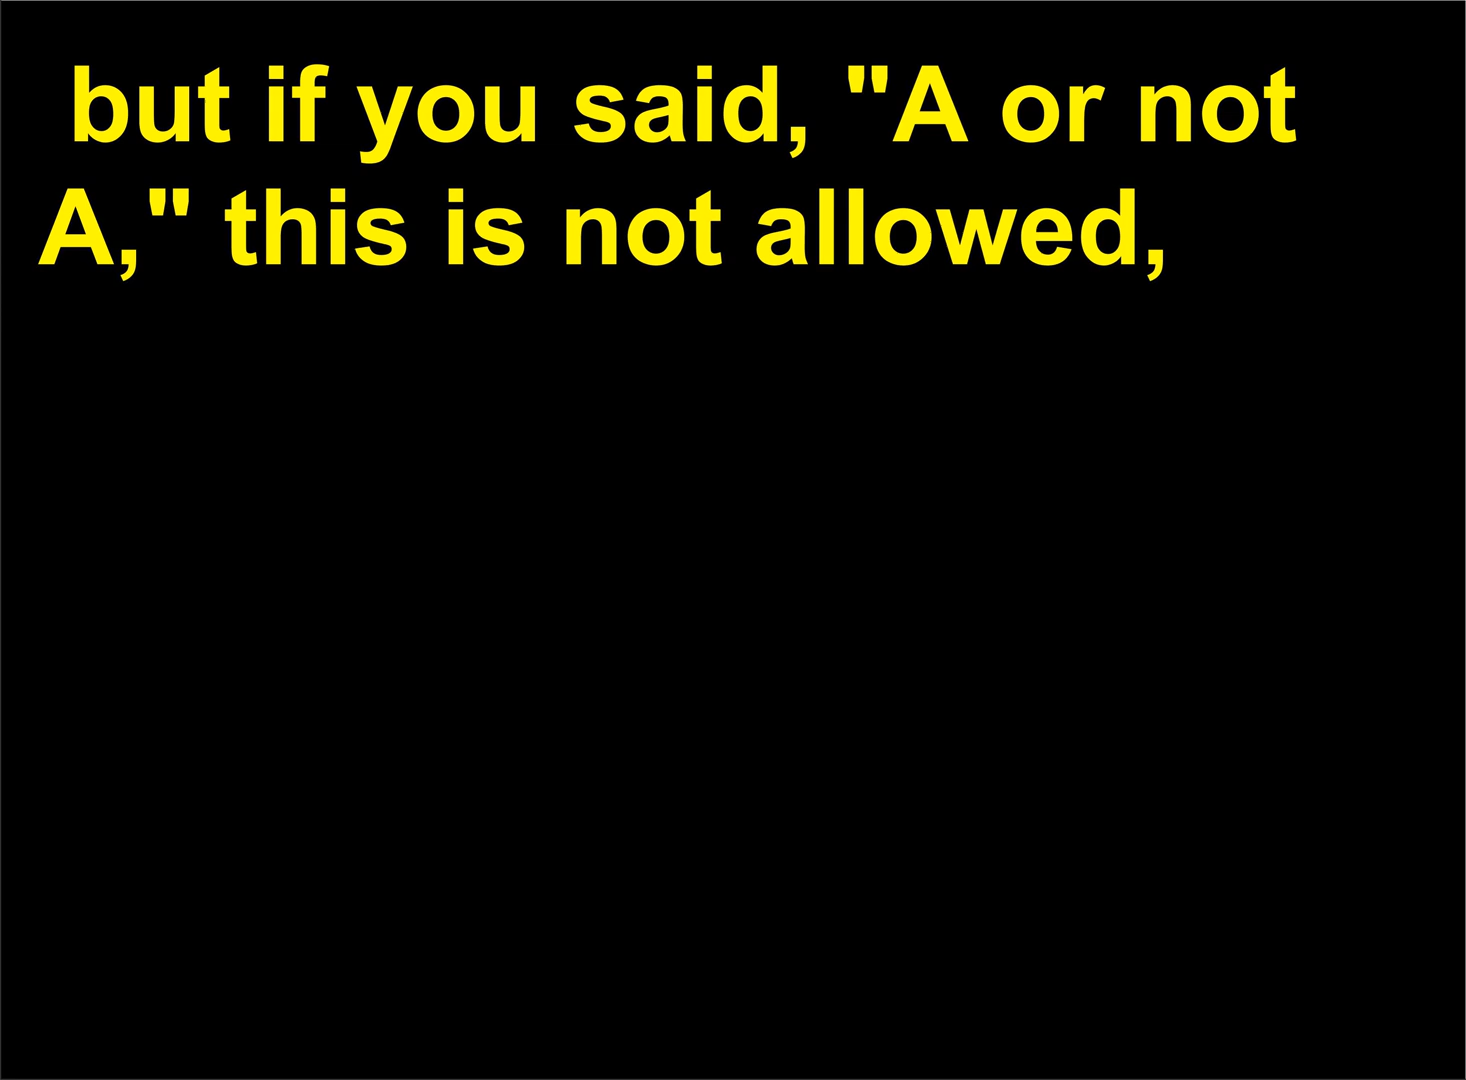 but if you said, "A or not
A," this is not allowed,